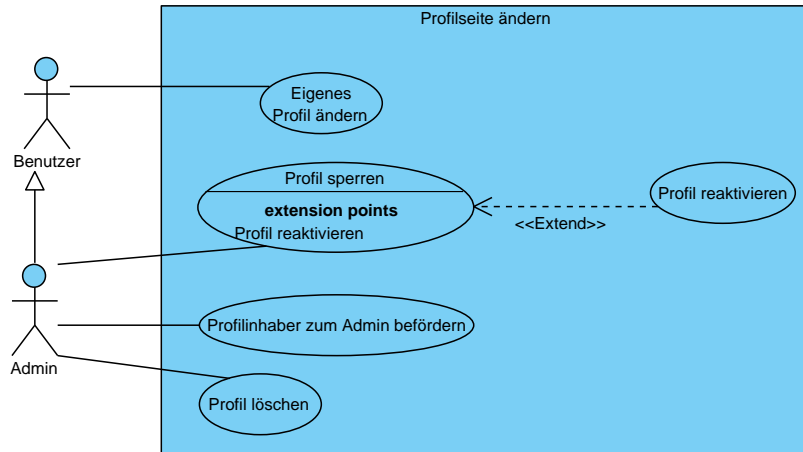 Profilseite ändern
Eigenes
Profil ändern
Benutzer
Profil sperren
extension points
Profil reaktivieren
<<Extend>>
Profil reaktivieren
Profilinhaber zum Admin befördern
Admin
Profil löschen